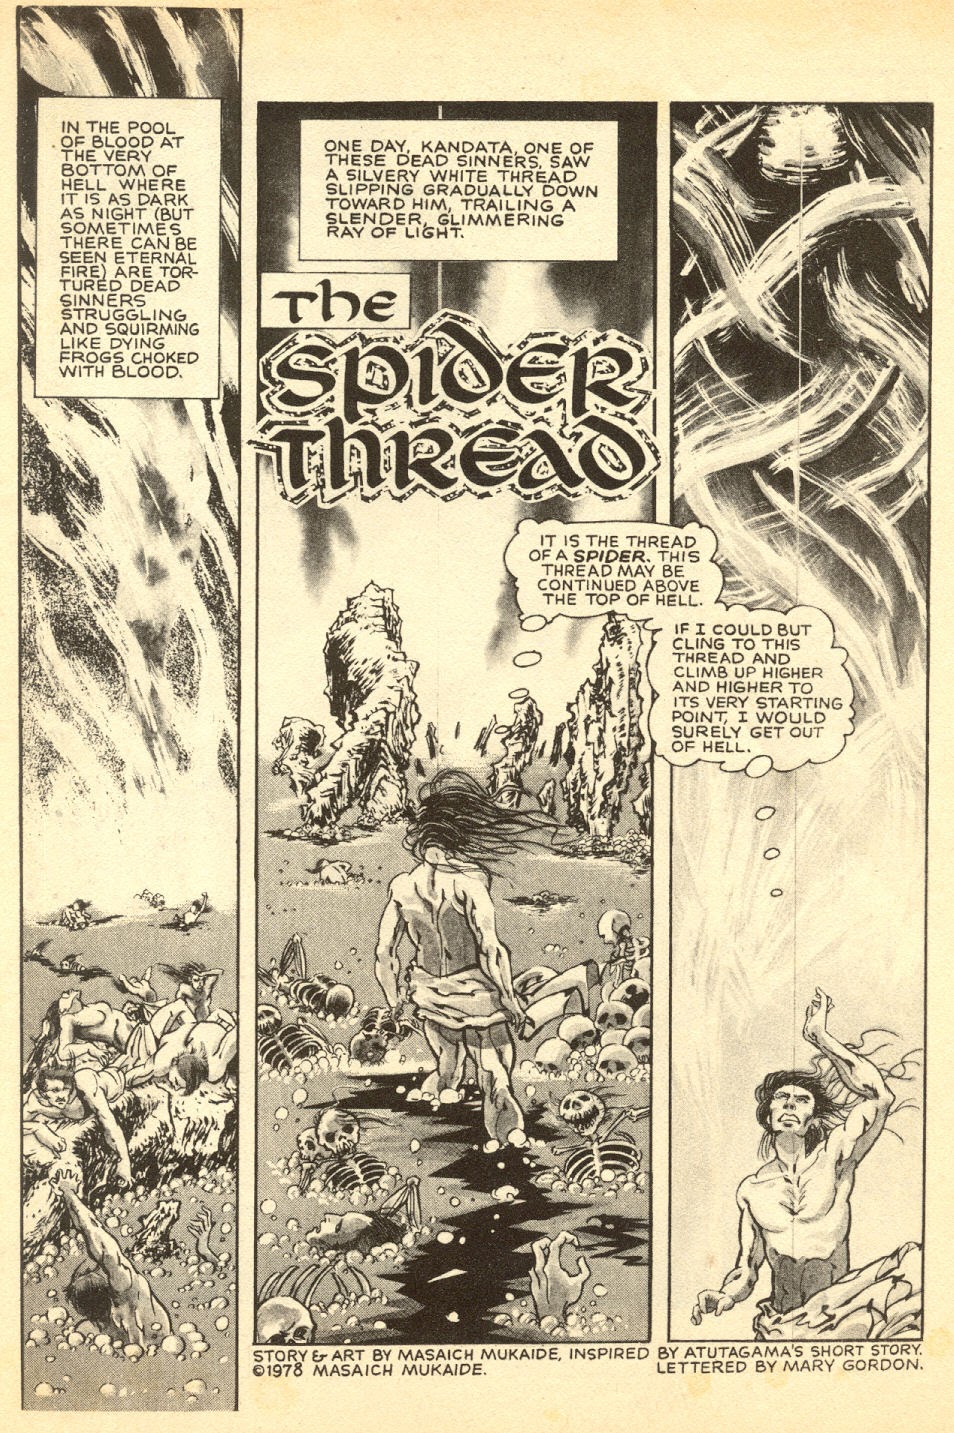 IN THE POOL
OF BLOOD AT
THE VERY
BOTTOM OF
HELL, WHERE
IT IS AS DARK
AS NIGHT (BUT
SOMETIMES
THERE CAN BE
SEEN ETERNAL
FIRE) ARE TOR-
TURED DEAD
SINNERS
STRUGGLING
AND SQUIRMING
LIKE DYING
FROGS CHOKED
WITH BLOOD.
ONE DAY, KANDATA, ONE OF
THESE DEAD SINNERS, SAW
A SILVERY WHITE THREAD
SLIPPING GRADUALLY DOWN
TOWARD HIM, TRAILING A
SLENDER, GLIMMERING
RAY OF LIGHT.
The
SPIDER
THREAD
IT IS THE THREAD
OF A SPIDER. THIS
THREAD MAY BE
CONTINUED ABOVE
THE TOP OF HELL.
IF I COULD BUT
CLING TO THIS
THREAD AND
CLIMB UP HIGHER
AND HIGHER TO
ITS VERY STARTING
POINT, I WOULD
SURELY GET OUT
OF HELL.
STORY & ART BY MASAICH MUKAIDE, INSPIRED BY ATUTAGAMA'S SHORT STORY.
©1978 MASAICH MUKAIDE. LETTERED BY MARY GORDON.